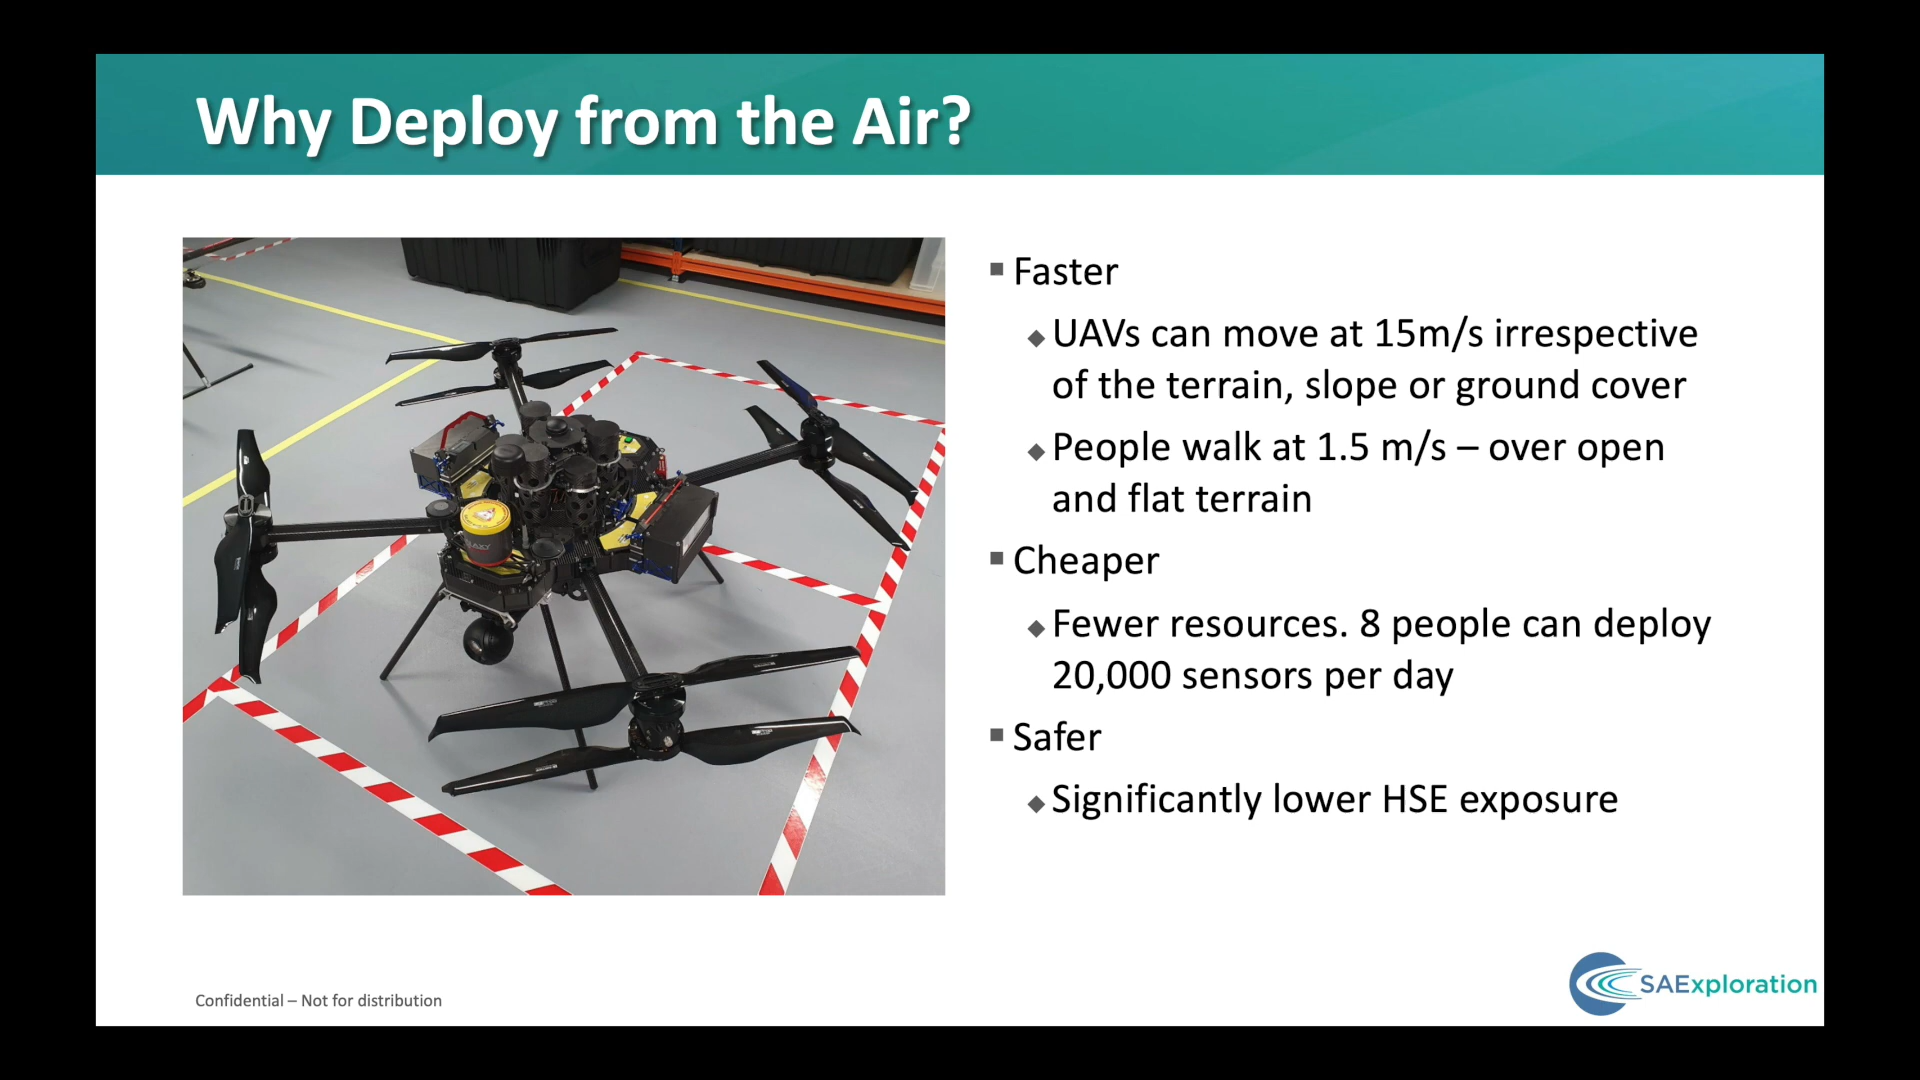 Why Deploy from the Air?
Faster
UAVs can move at 15m/s irrespective
of the terrain, slope or ground cover
People walk at 1.5 m/s – over open
and flat terrain
Cheaper
Fewer resources. 8 people can deploy
20,000 sensors per day
Safer
Significantly lower HSE exposure
Confidential – Not for distribution
SAExploration